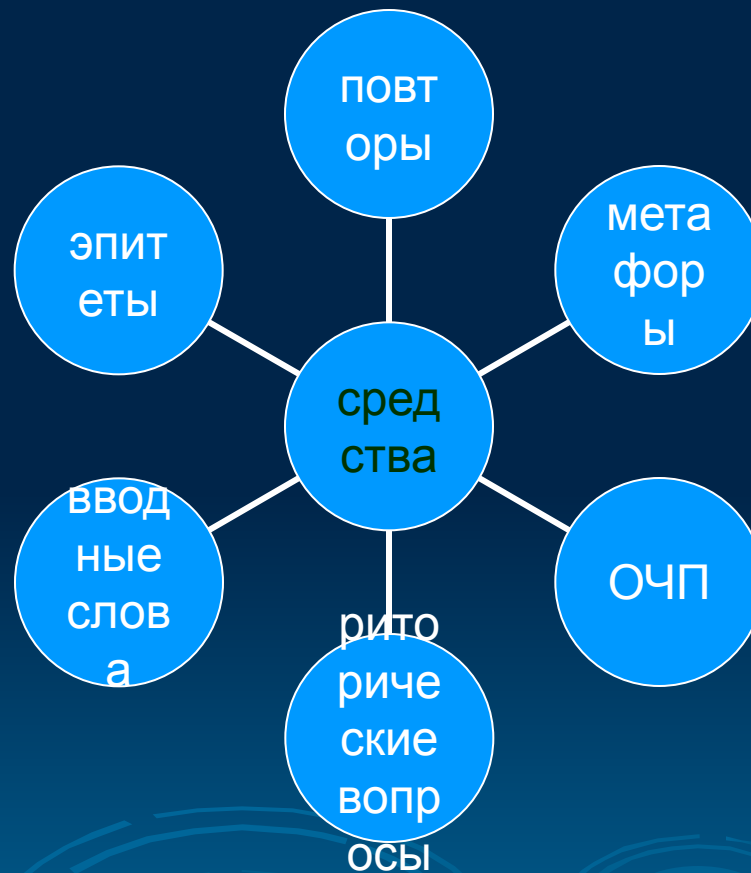 повт
оры
эпит
еты
мета
фор
ы
сред
ства
ввод
ные
слов
а
ОЧП
рито
риче
ские
вопр
осы